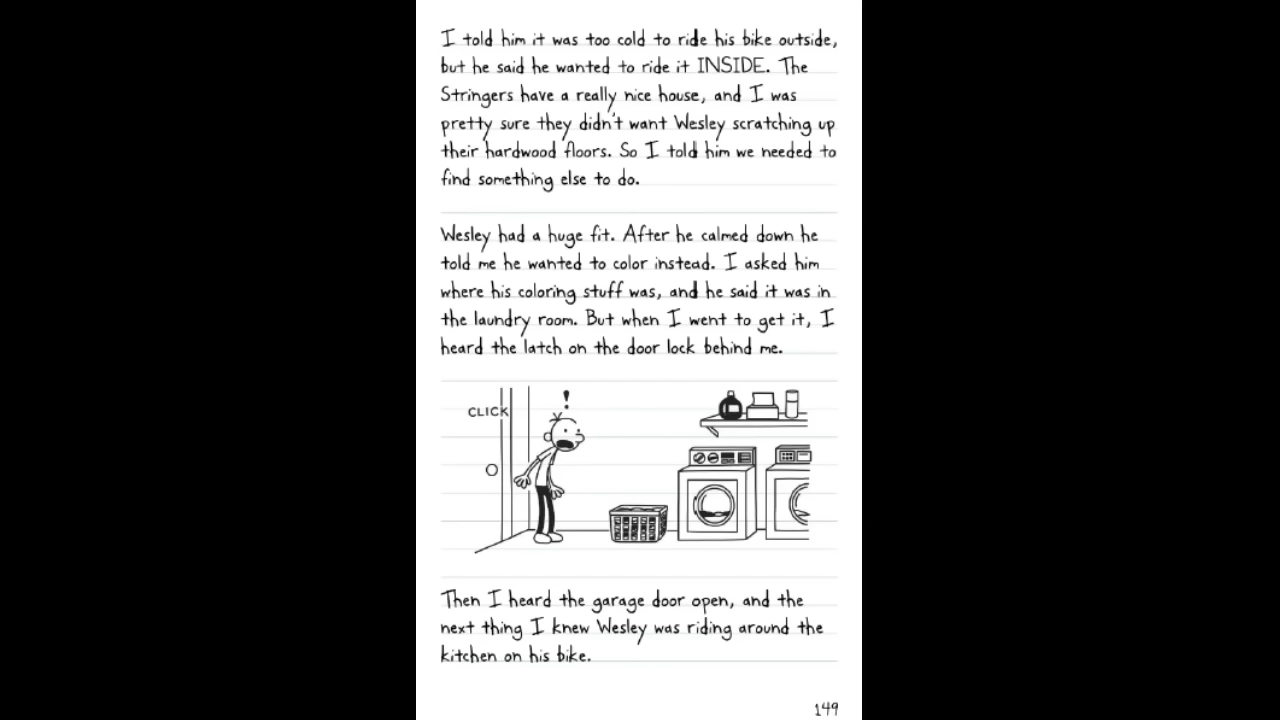 I told him it was too cold to ride his bike outside,
but he said he wanted to ride it INSIDE. The
Stringers have a really nice house, and I was
pretty sure they didn't want Wesley scratching up
their hardwood floors. So I told him we needed to
find something else to do.
Wesley had a huge fit. After he calmed down he
told me he wanted to color instead. I asked him
where his coloring stuff was, and he said it was in
the laundry room. But when I went to get it, I
heard the latch on the door lock behind me.
!
CLICK
Then I heard the garage door open, and the
next thing I knew Wesley was riding around the
kitchen on his bike.
149